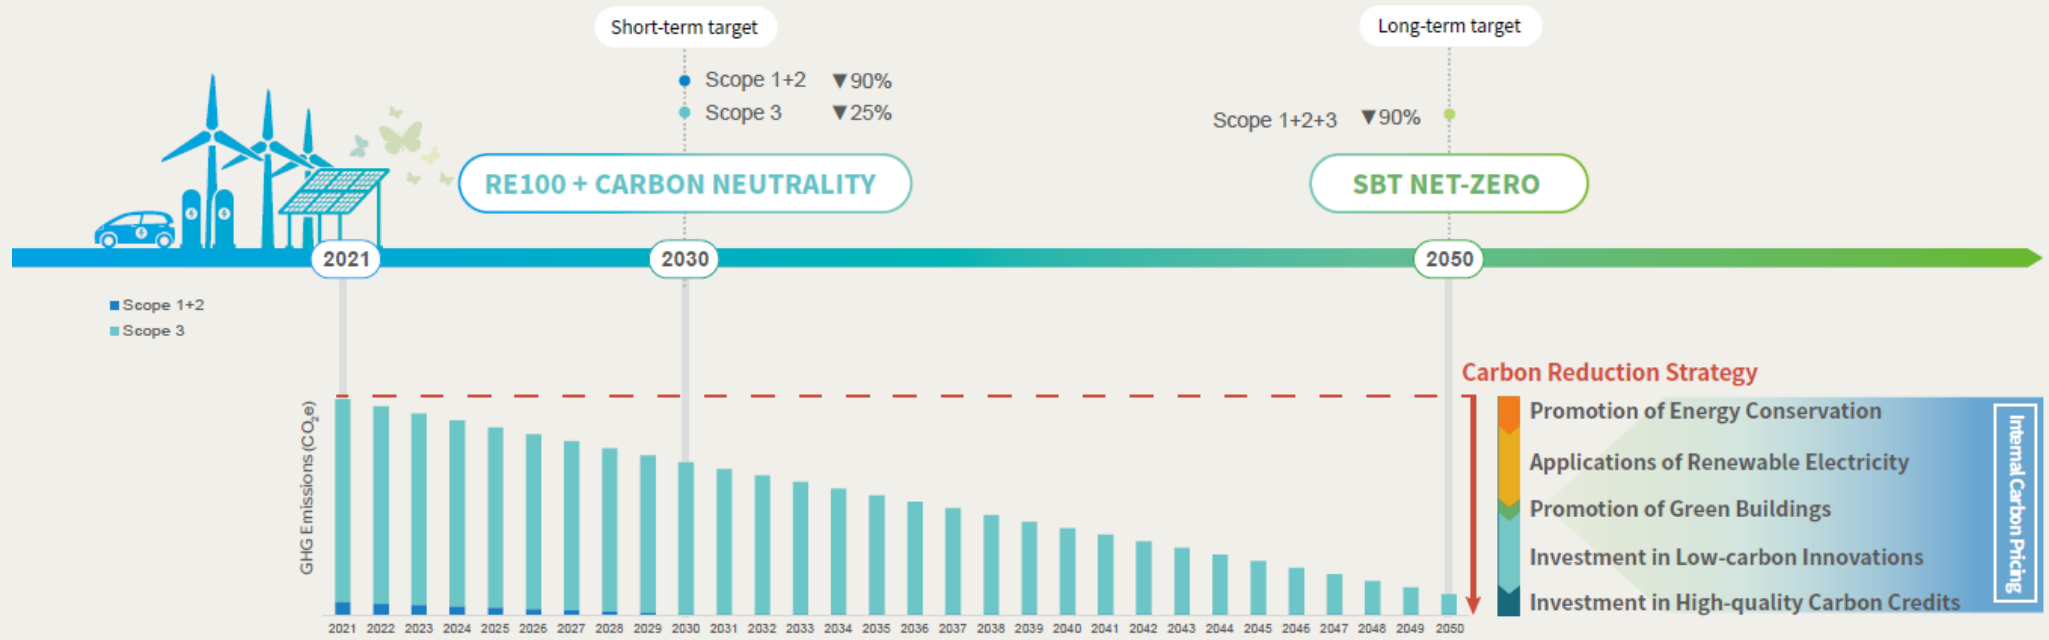 Short-term target
Long-term target
Scope 1+2 ▼90%
Scope 3 ▼25%
Scope 1+2+3 ▼90%
RE100 + CARBON NEUTRALITY
SBT NET-ZERO
2021
2030
2050
Scope 1+2
Scope 3
Carbon Reduction Strategy
Promotion of Energy Conservation
Applications of Renewable Electricity
Promotion of Green Buildings
Investment in Low-carbon Innovations
Investment in High-quality Carbon Credits
Internal Carbon Pricing
GHG Emissions (CO₂e)
2021 2022 2023 2024 2025 2026 2027 2028 2029 2030 2031 2032 2033 2034 2035 2036 2037 2038 2039 2040 2041 2042 2043 2044 2045 2046 2047 2048 2049 2050